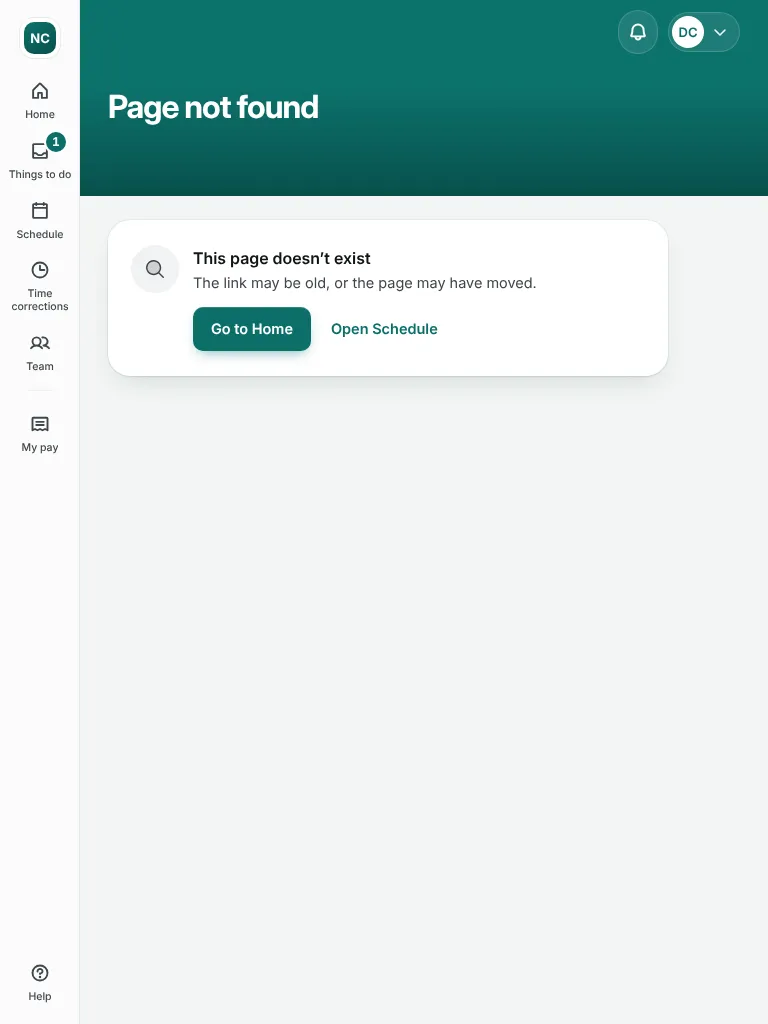 NC
Home
1
Things to do
Schedule
Time
corrections
Team
My pay
Help
DC
Page not found
This page doesn’t exist
The link may be old, or the page may have moved.
Go to Home
Open Schedule